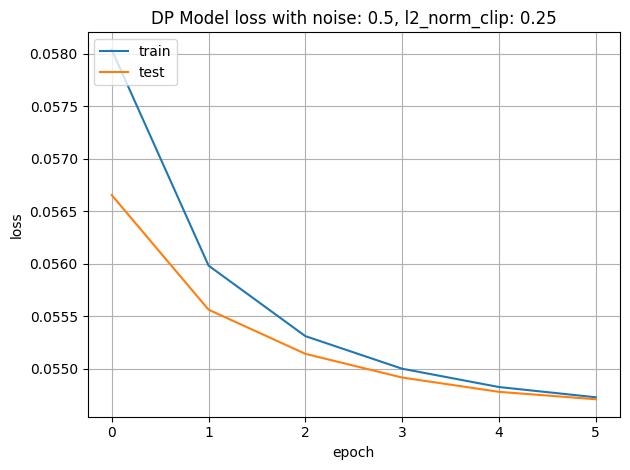 DP Model loss with noise: 0.5, l2_norm_clip: 0.25
train
test
0.0580
0.0575
0.0570
0.0565
0.0560
0.0555
0.0550
loss
0 1 2 3 4 5
epoch